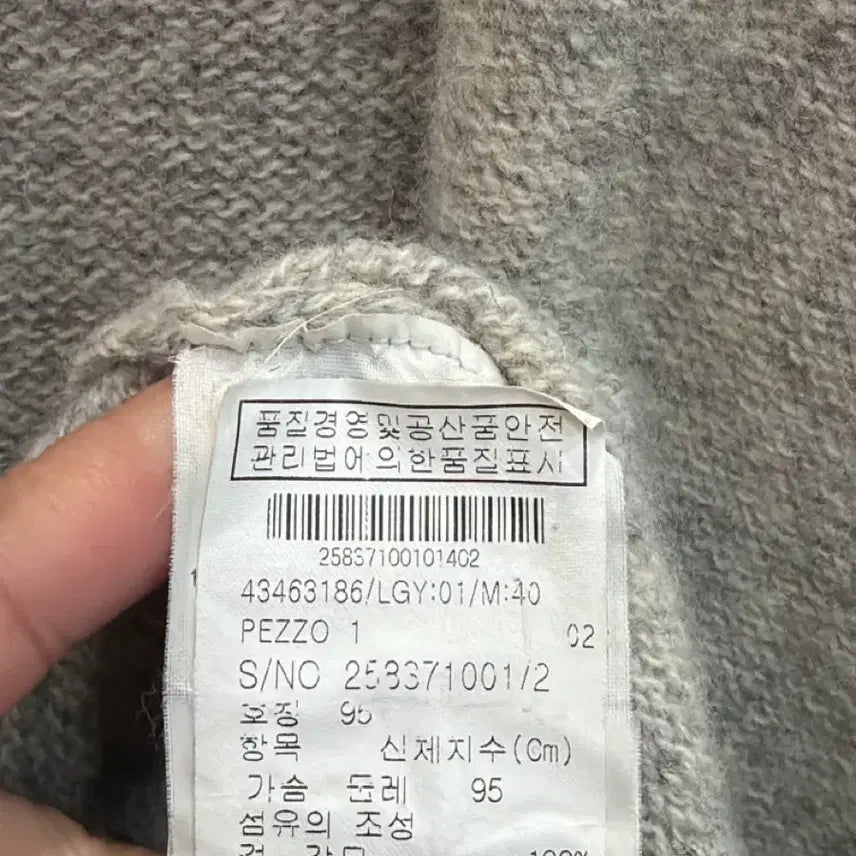 품질경영및공산품안전
관리법에의한품질표시
25837100101402
43463186/LGY:01/M:40
PEZZO 1 02
S/NO 258371001/2
호칭 95
항목 신체치수(Cm)
가슴 둘레 95
섬유의 조성
100%